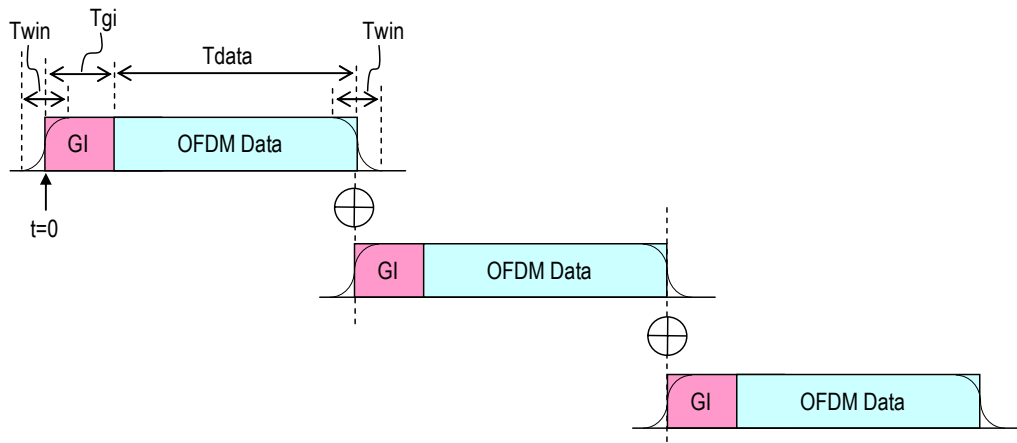 Tgi
Twin
Tdata
Twin
GI
OFDM Data
t=0
GI
OFDM Data
GI
OFDM Data